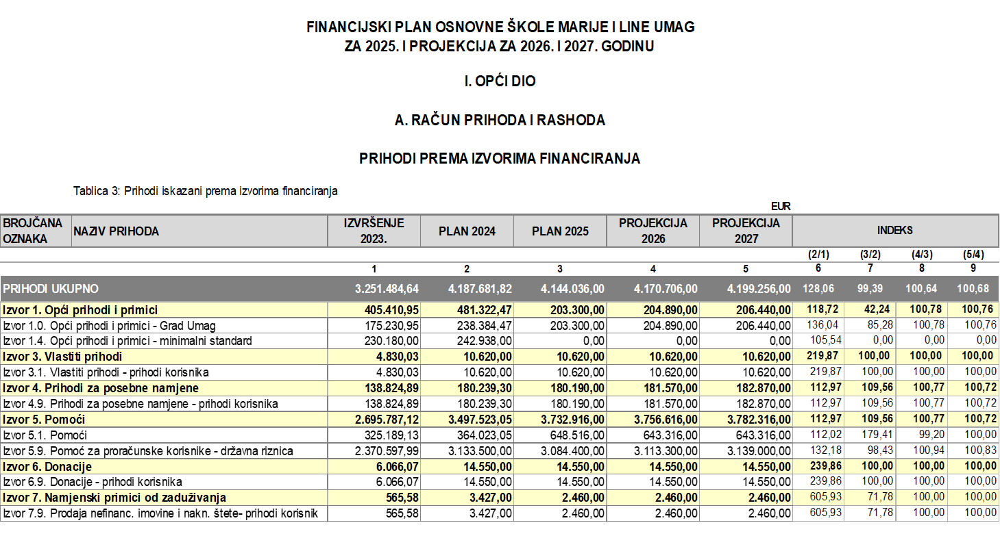 FINANCIJSKI PLAN OSNOVNE ŠKOLE MARIJE I LINE UMAG
ZA 2025. I PROJEKCIJA ZA 2026. I 2027. GODINU
I. OPĆI DIO
A. RAČUN PRIHODA I RASHODA
PRIHODI PREMA IZVORIMA FINANCIRANJA
Tablica 3: Prihodi iskazani prema izvorima financiranja
EUR
BROJČANA OZNAKA NAZIV PRIHODA IZVRŠENJE 2023. PLAN 2024 PLAN 2025 PROJEKCIJA 2026 PROJEKCIJA 2027 INDEKS
(2/1) (3/2) (4/3) (5/4)
1 2 3 4 5 6 7 8 9
PRIHODI UKUPNO 3.251.484,64 4.187.681,82 4.144.036,00 4.170.706,00 4.199.256,00 128,06 99,39 100,64 100,68
Izvor 1. Opći prihodi i primici 405.410,95 481.322,47 203.300,00 204.890,00 206.440,00 118,72 42,24 100,78 100,76
Izvor 1.0. Opći prihodi i primici - Grad Umag 175.230,95 238.384,47 203.300,00 204.890,00 206.440,00 136,04 85,28 100,78 100,76
Izvor 1.4. Opći prihodi i primici - minimalni standard 230.180,00 242.938,00 0,00 0,00 0,00 105,54 0,00 0,00 0,00
Izvor 3. Vlastiti prihodi 4.830,03 10.620,00 10.620,00 10.620,00 10.620,00 219,87 100,00 100,00 100,00
Izvor 3.1. Vlastiti prihodi - prihodi korisnika 4.830,03 10.620,00 10.620,00 10.620,00 10.620,00 219,87 100,00 100,00 100,00
Izvor 4. Prihodi za posebne namjene 138.824,89 180.239,30 180.190,00 181.570,00 182.870,00 112,97 109,56 100,77 100,72
Izvor 4.9. Prihodi za posebne namjene - prihodi korisnika 138.824,89 180.239,30 180.190,00 181.570,00 182.870,00 112,97 109,56 100,77 100,72
Izvor 5. Pomoći 2.695.787,12 3.497.523,05 3.732.916,00 3.756.616,00 3.782.316,00 112,97 109,56 100,77 100,72
Izvor 5.1. Pomoći 325.189,13 364.023,05 648.516,00 643.316,00 643.316,00 112,02 179,41 99,20 100,00
Izvor 5.9. Pomoć za proračunske korisnike - državna riznica 2.370.597,99 3.133.500,00 3.084.400,00 3.113.300,00 3.139.000,00 132,18 98,43 100,94 100,83
Izvor 6. Donacije 6.066,07 14.550,00 14.550,00 14.550,00 14.550,00 239,86 100,00 100,00 100,00
Izvor 6.9. Donacije - prihodi korisnika 6.066,07 14.550,00 14.550,00 14.550,00 14.550,00 239,86 100,00 100,00 100,00
Izvor 7. Namjenski primici od zaduživanja 565,58 3.427,00 2.460,00 2.460,00 2.460,00 605,93 71,78 100,00 100,00
Izvor 7.9. Prodaja nefinanc. imovine i nakn. štete- prihodi korisnik 565,58 3.427,00 2.460,00 2.460,00 2.460,00 605,93 71,78 100,00 100,00